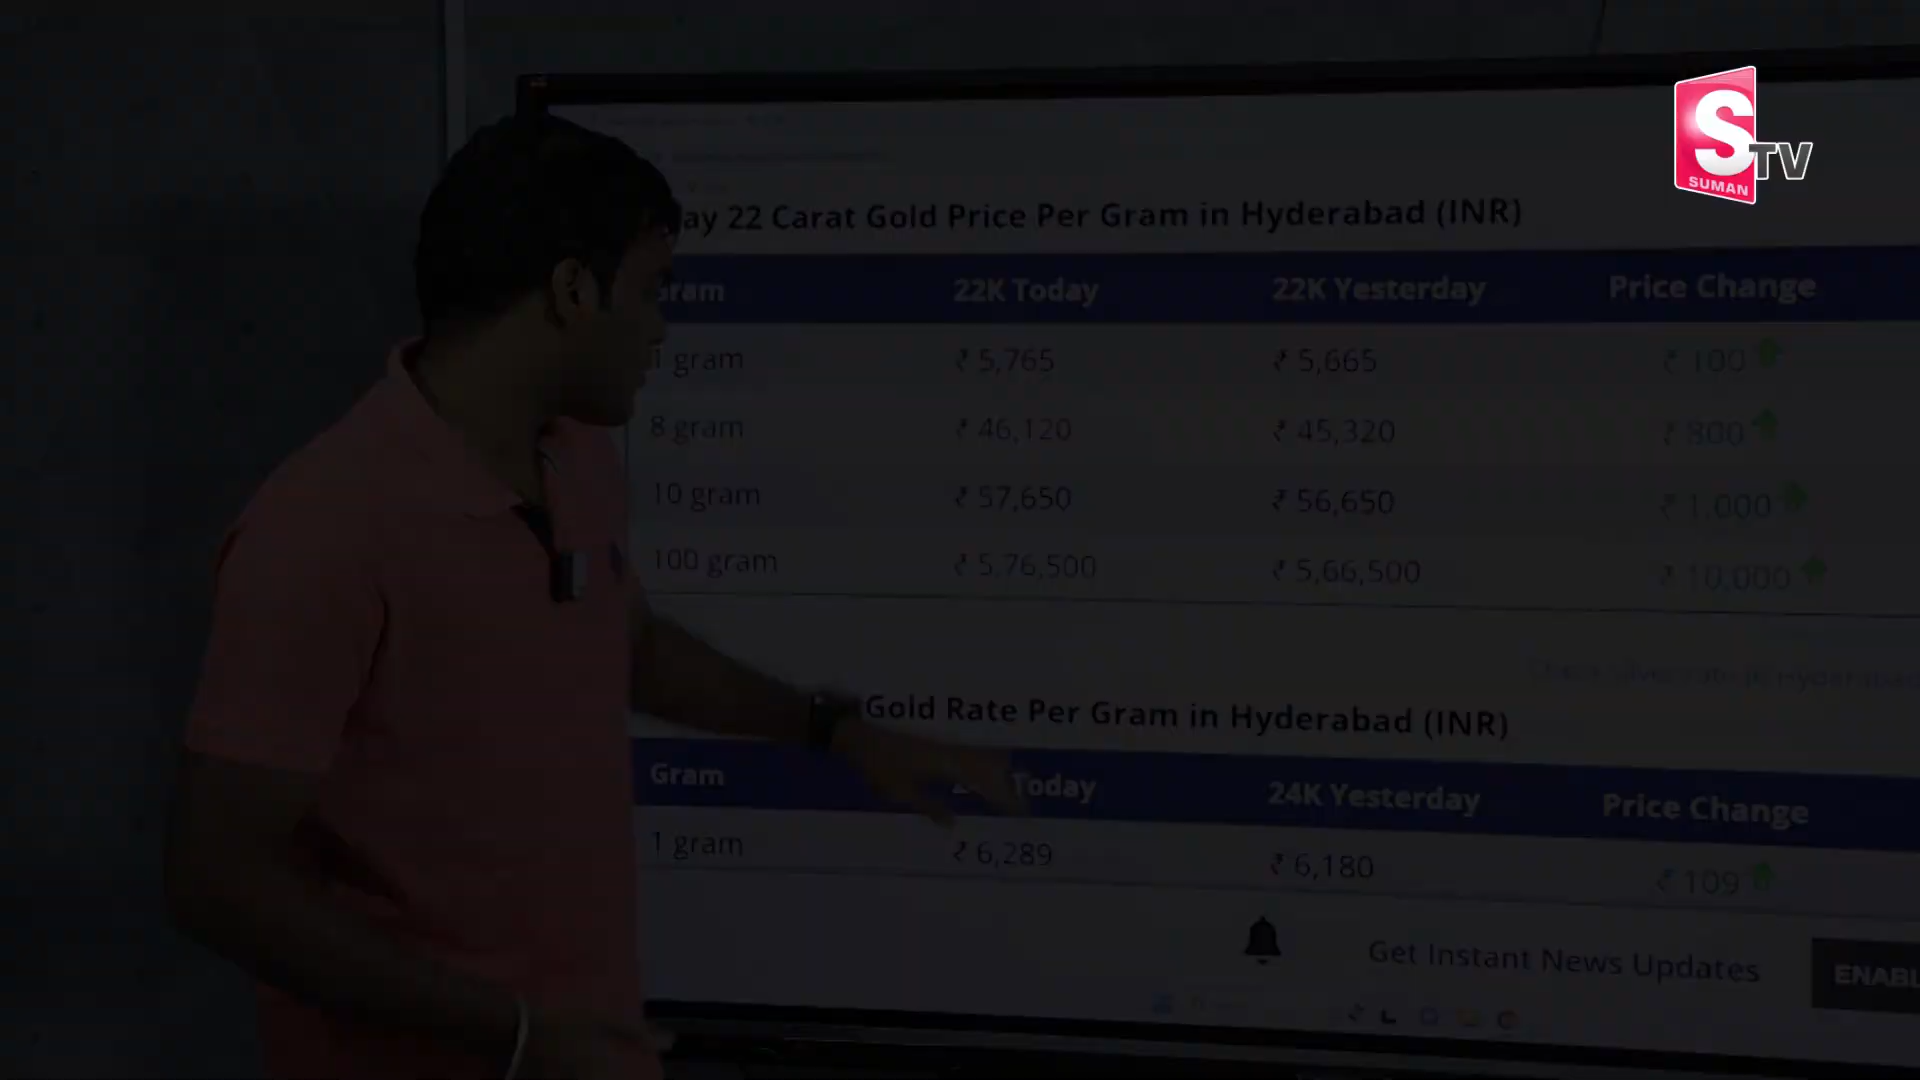 S TV
SUMAN
ay 22 Carat Gold Price Per Gram in Hyderabad (INR)
Gram 22K Today 22K Yesterday Price Change
1 gram ₹ 5,765 ₹ 5,665 ₹ 100
8 gram ₹ 46,120 ₹ 45,320 ₹ 800
10 gram ₹ 57,650 ₹ 56,650 ₹ 1,000
100 gram ₹ 5,76,500 ₹ 5,66,500 ₹ 10,000
Gold Rate Per Gram in Hyderabad (INR)
Gram Today 24K Yesterday Price Change
1 gram ₹ 6,289 ₹ 6,180 ₹ 109
Get Instant News Updates ENABL